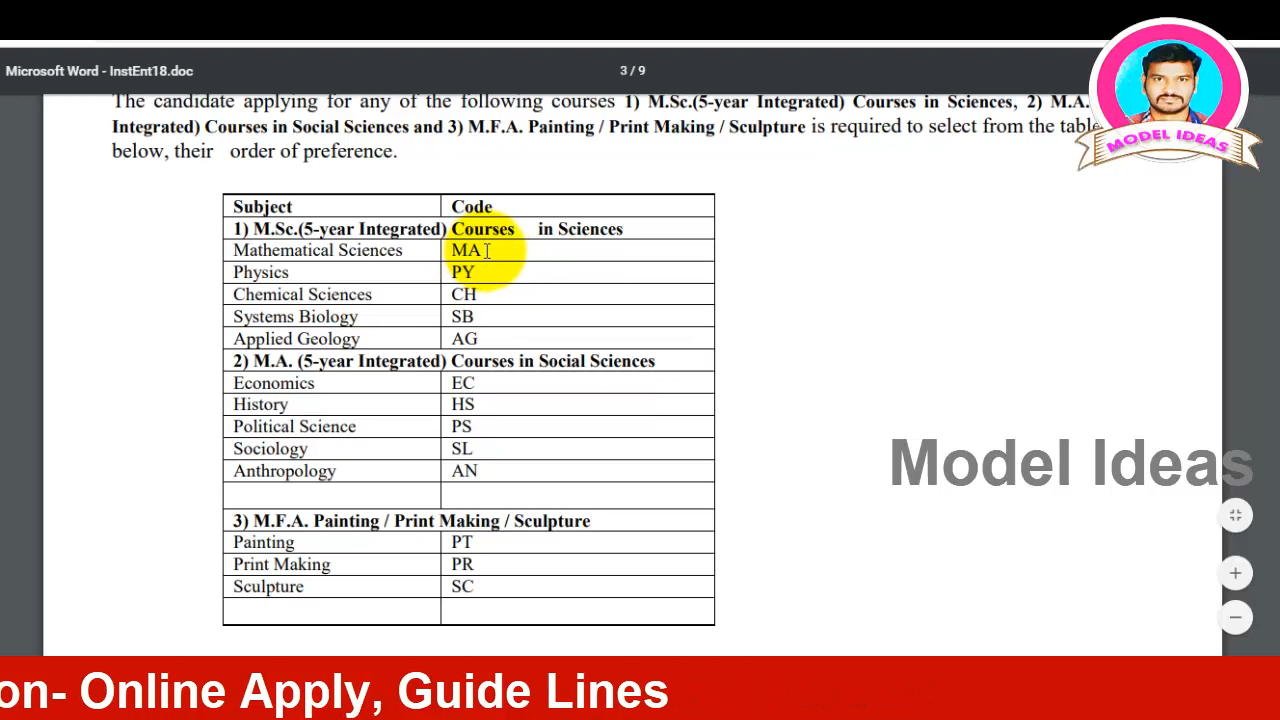 Microsoft Word - InstEnt18.doc
3 / 9
MODEL IDEAS
The candidate applying for any of the following courses 1) M.Sc.(5-year Integrated) Courses in Sciences, 2) M.A.
Integrated) Courses in Social Sciences and 3) M.F.A. Painting / Print Making / Sculpture is required to select from the table
below, their order of preference.
Subject Code
1) M.Sc.(5-year Integrated) Courses in Sciences
Mathematical Sciences MA
Physics PY
Chemical Sciences CH
Systems Biology SB
Applied Geology AG
2) M.A. (5-year Integrated) Courses in Social Sciences
Economics EC
History HS
Political Science PS
Sociology SL
Anthropology AN
3) M.F.A. Painting / Print Making / Sculpture
Painting PT
Print Making PR
Sculpture SC
Model Ideas
on- Online Apply, Guide Lines